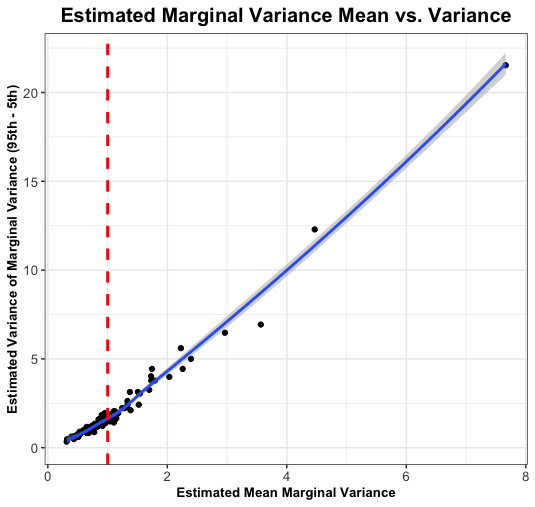 Estimated Marginal Variance Mean vs. Variance
Estimated Variance of Marginal Variance (95th - 5th)
20
15
10
5
0
0 2 4 6 8
Estimated Mean Marginal Variance